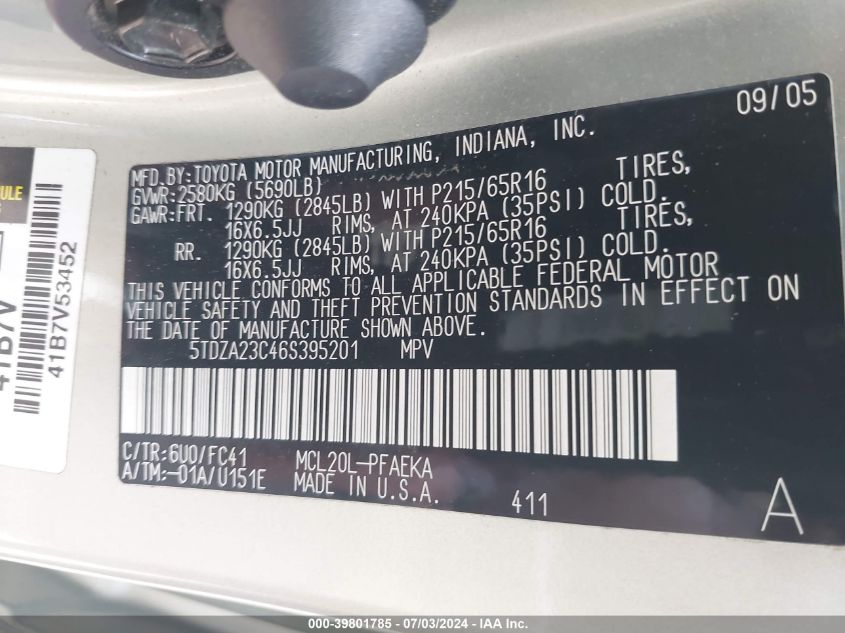 09/05
MFD. BY:TOYOTA MOTOR MANUFACTURING, INDIANA, INC.
GVWR:2580KG (5690LB)
GAWR:FRT. 1290KG (2845LB) WITH P215/65R16 TIRES,
16X6.5JJ RIMS, AT 240KPA (35PSI) COLD.
RR. 1290KG (2845LB) WITH P215/65R16 TIRES,
16X6.5JJ RIMS, AT 240KPA (35PSI) COLD.
THIS VEHICLE CONFORMS TO ALL APPLICABLE FEDERAL MOTOR
VEHICLE SAFETY AND THEFT PREVENTION STANDARDS IN EFFECT ON
THE DATE OF MANUFACTURE SHOWN ABOVE.
5TDZA23C46S395201 MPV
C/TR:6U0/FC41 MCL20L-PFAEKA
A/TM:-01A/U151E MADE IN U.S.A.
411
A
41B7V
41B7V53452
000-39801785 - 07/03/2024 - IAA Inc.